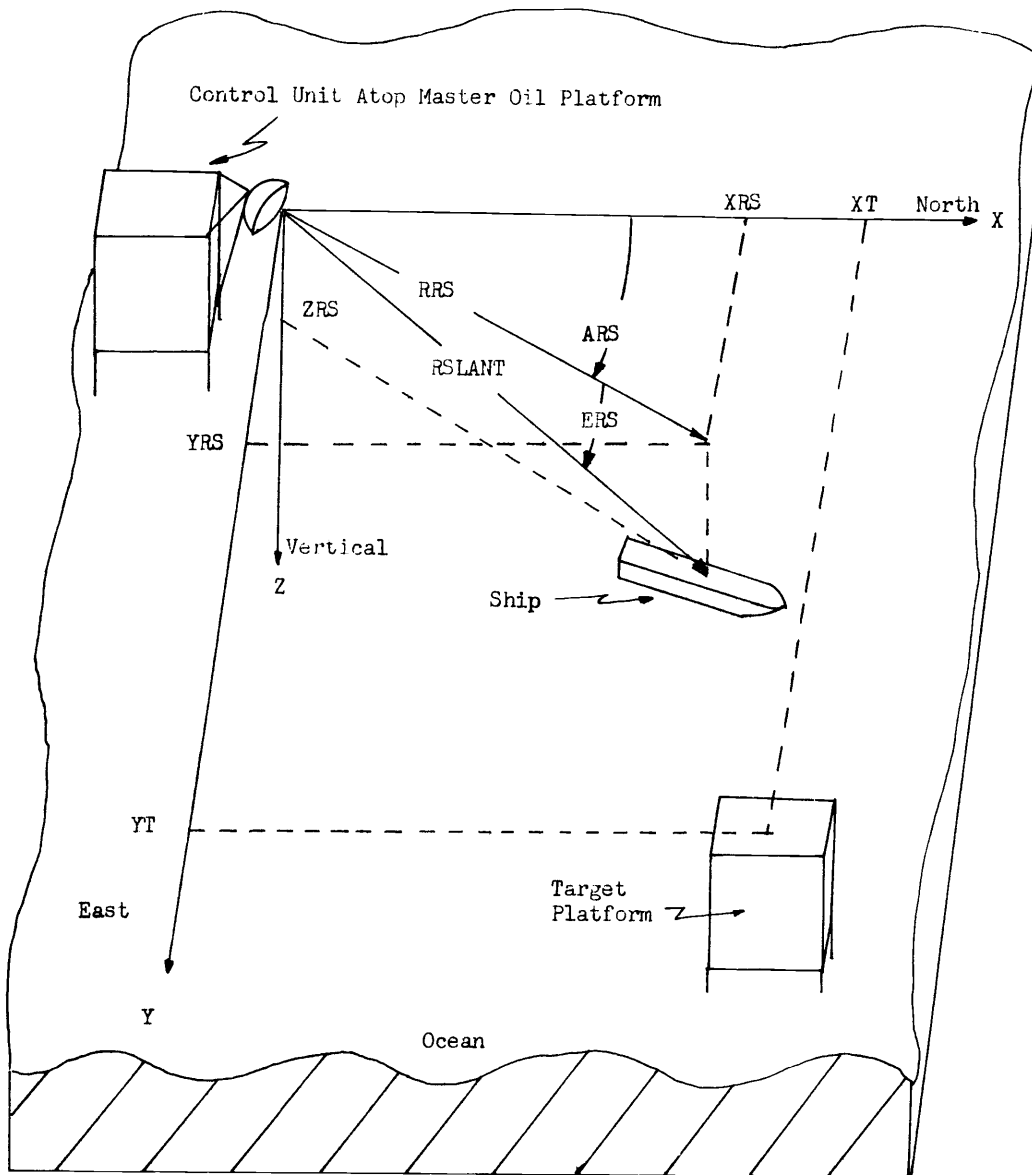 Control Unit Atop Master Oil Platform
XRS
XT
North
X
RRS
ZRS
ARS
RSLANT
ERS
YRS
Vertical
Z
Ship
YT
Target
Platform
East
Y
Ocean